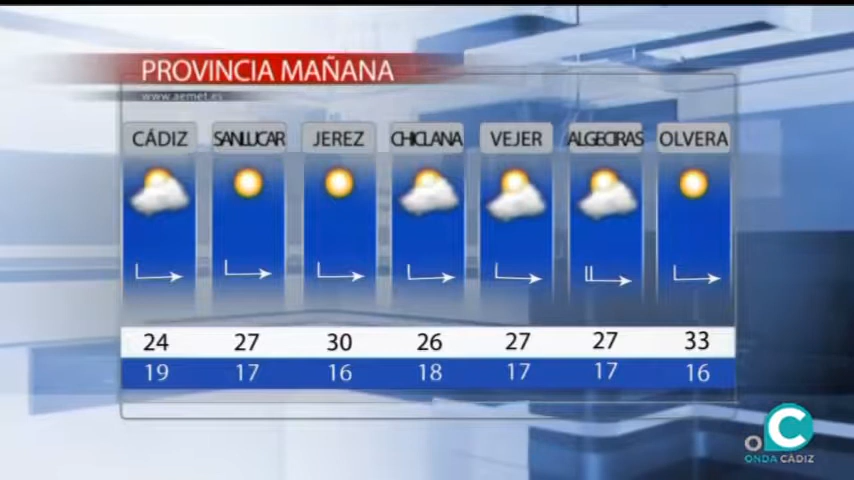 PROVINCIA MAÑANA
www.aemet.es
CÁDIZ SANLUCAR JEREZ CHICLANA VEJER ALGECIRAS OLVERA
24 27 30 26 27 27 33
19 17 16 18 17 17 16
O C
ONDA CÁDIZ